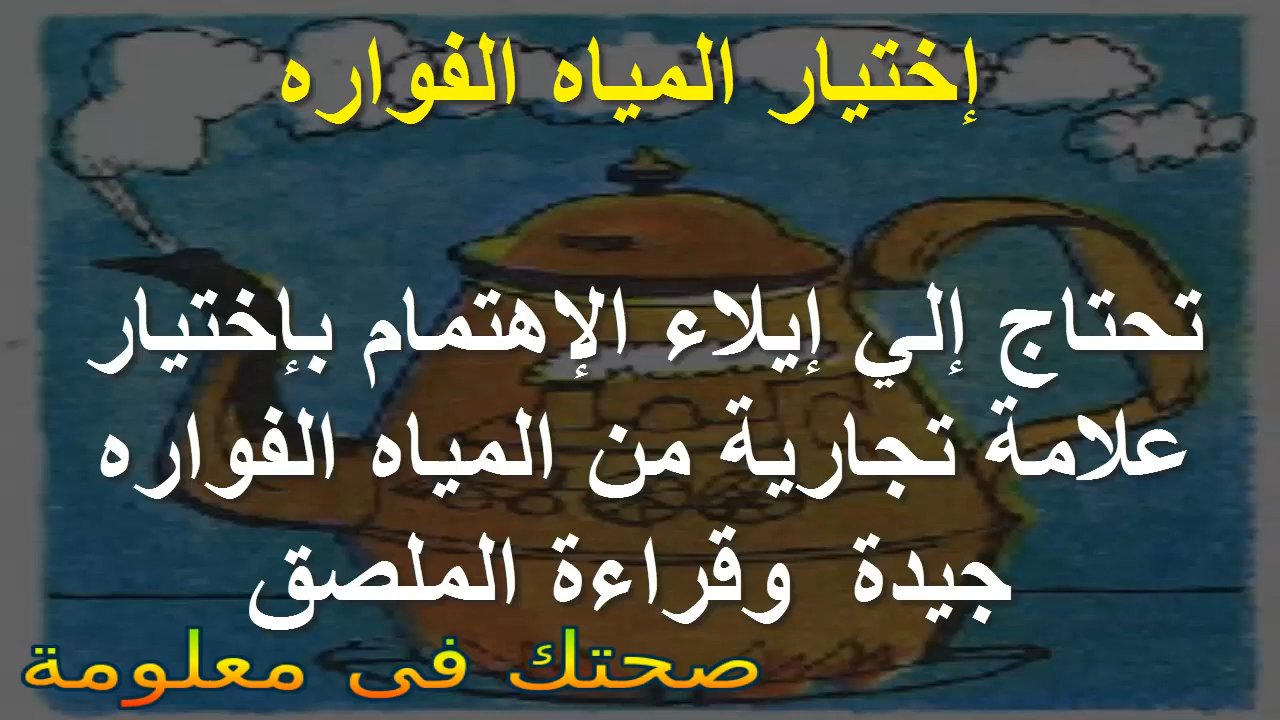 إختيار المياه الفواره
تحتاج إلي إيلاء الإهتمام بإختيار
علامة تجارية من المياه الفواره
جيدة وقراءة الملصق
صحتك فى معلومة